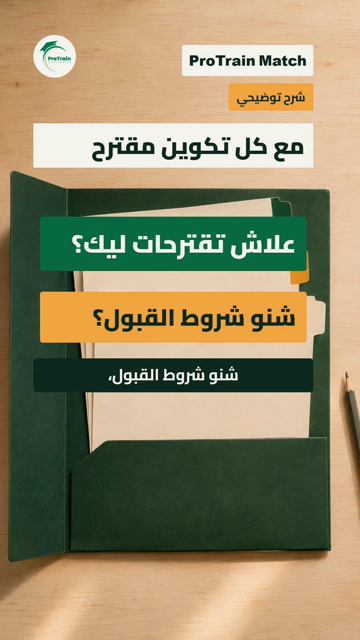 ProTrain
ProTrain Match
شرح توضيحي
مع كل تكوين مقترح
علاش تقترحات ليك؟
شنو شروط القبول؟
شنو شروط القبول،